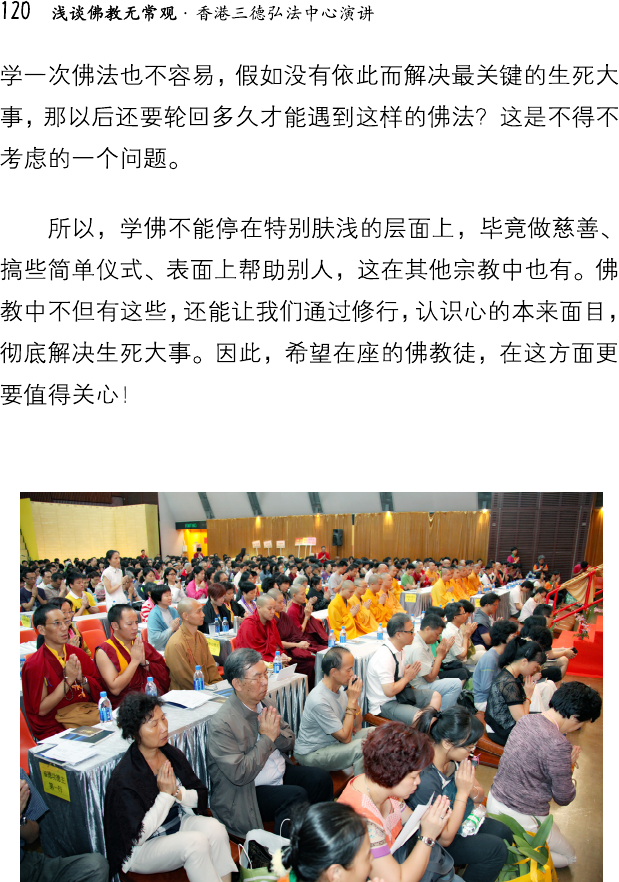 120 浅谈佛教无常观·香港三德弘法中心演讲
学一次佛法也不容易，假如没有依此而解决最关键的生死大
事，那以后还要轮回多久才能遇到这样的佛法？这是不得不
考虑的一个问题。
所以，学佛不能停在特别肤浅的层面上，毕竟做慈善、
搞些简单仪式、表面上帮助别人，这在其他宗教中也有。佛
教中不但有这些，还能让我们通过修行，认识心的本来面目，
彻底解决生死大事。因此，希望在座的佛教徒，在这方面更
要值得关心！